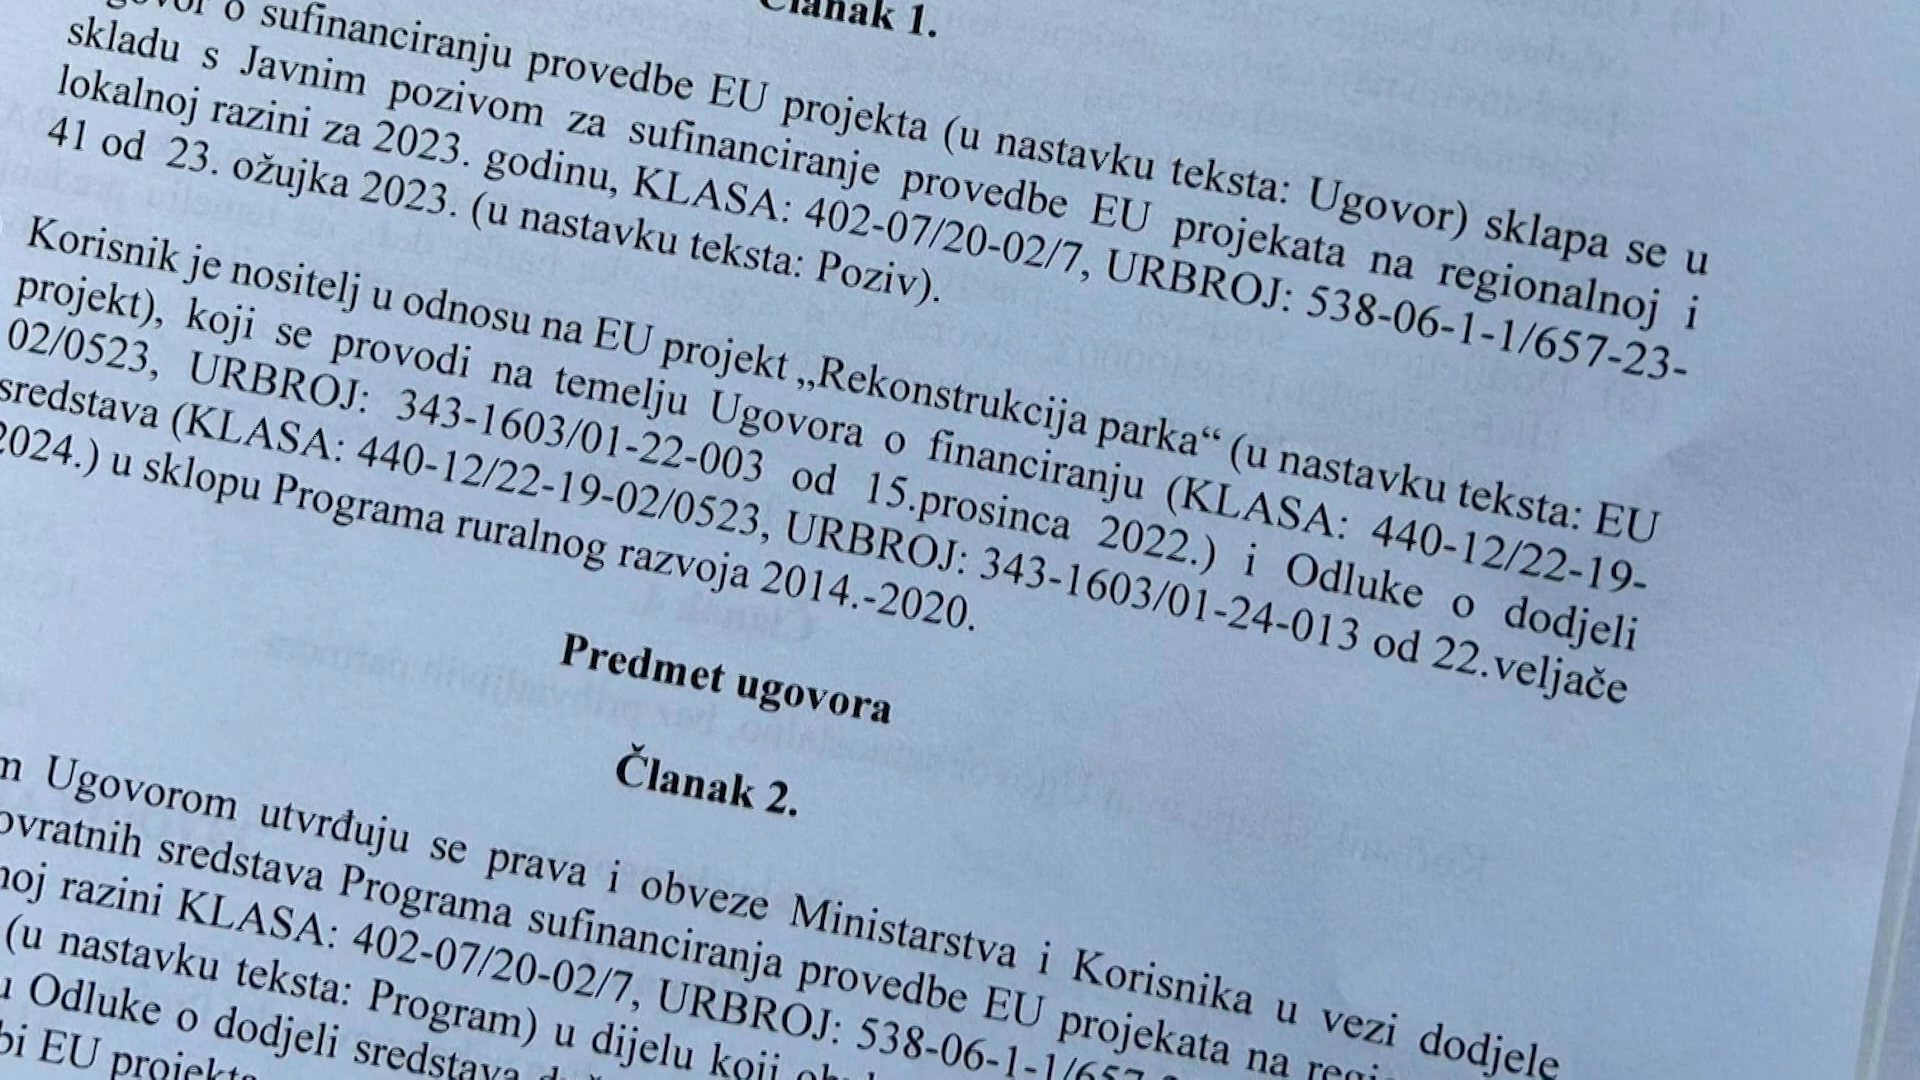 Članak 1.
o sufinanciranju provedbe EU projekta (u nastavku teksta: Ugovor) sklapa se u
skladu s Javnim pozivom za sufinanciranje provedbe EU projekata na regionalnoj i
lokalnoj razini za 2023. godinu, KLASA: 402-07/20-02/7, URBROJ: 538-06-1-1/657-23-
41 od 23. ožujka 2023. (u nastavku teksta: Poziv).
Korisnik je nositelj u odnosu na EU projekt „Rekonstrukcija parka“ (u nastavku teksta: EU
projekt), koji se provodi na temelju Ugovora o financiranju (KLASA: 440-12/22-19-
02/0523, URBROJ: 343-1603/01-22-003 od 15.prosinca 2022.) i Odluke o dodjeli
sredstava (KLASA: 440-12/22-19-02/0523, URBROJ: 343-1603/01-24-013 od 22.veljače
2024.) u sklopu Programa ruralnog razvoja 2014.-2020.
Predmet ugovora
Članak 2.
Ugovorom utvrđuju se prava i obveze Ministarstva i Korisnika u vezi dodjele
sredstava Programa sufinanciranja provedbe EU projekata na
razini KLASA: 402-07/20-02/7, URBROJ: 538-06-1-1/657-
(u nastavku teksta: Program) u dijelu koji
Odluke o dodjeli sredstava
EU projekta